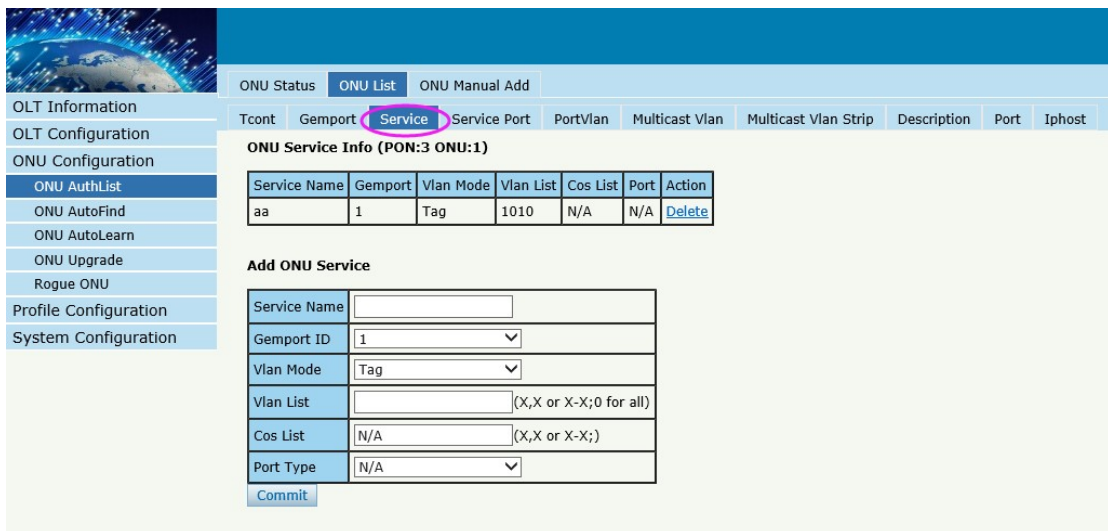 ONU Status ONU List ONU Manual Add
OLT Information
OLT Configuration
ONU Configuration
ONU AuthList
ONU AutoFind
ONU AutoLearn
ONU Upgrade
Rogue ONU
Profile Configuration
System Configuration
Tcont Gemport Service Service Port PortVlan Multicast Vlan Multicast Vlan Strip Description Port Iphost
ONU Service Info (PON:3 ONU:1)
Service Name Gemport Vlan Mode Vlan List Cos List Port Action
aa 1 Tag 1010 N/A N/A Delete
Add ONU Service
Service Name
Gemport ID 1
Vlan Mode Tag
Vlan List (X,X or X-X;0 for all)
Cos List N/A (X,X or X-X;)
Port Type N/A
Commit